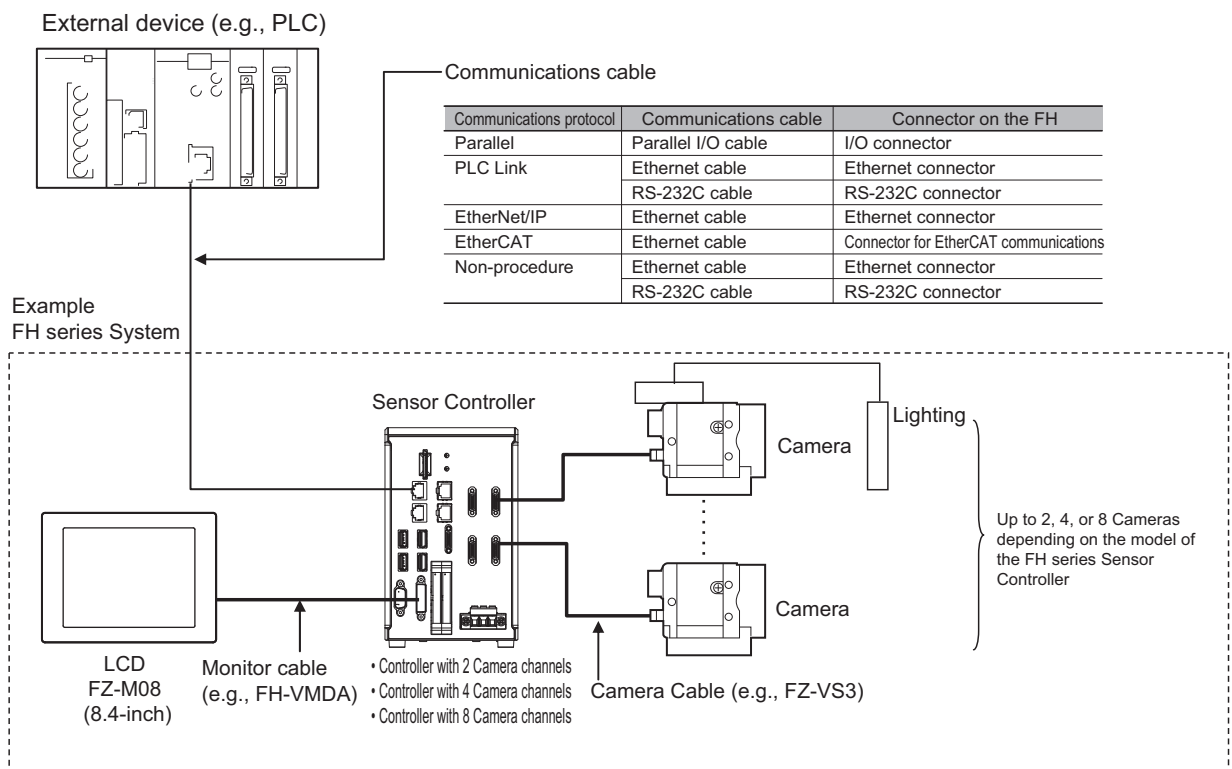 External device (e.g., PLC)
Communications cable
Communications protocol Communications cable Connector on the FH
Parallel Parallel I/O cable I/O connector
PLC Link Ethernet cable Ethernet connector
RS-232C cable RS-232C connector
EtherNet/IP Ethernet cable Ethernet connector
EtherCAT Ethernet cable Connector for EtherCAT communications
Non-procedure Ethernet cable Ethernet connector
RS-232C cable RS-232C connector
Example
FH series System
Sensor Controller
Lighting
Camera
Up to 2, 4, or 8 Cameras
depending on the model of
the FH series Sensor
Controller
Camera
LCD
FZ-M08
(8.4-inch)
Monitor cable
(e.g., FH-VMDA)
• Controller with 2 Camera channels
• Controller with 4 Camera channels
• Controller with 8 Camera channels
Camera Cable (e.g., FZ-VS3)